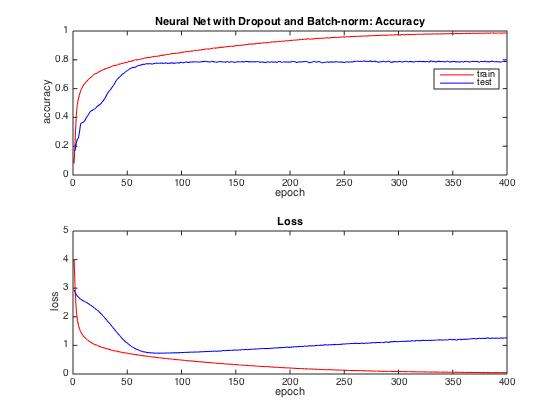 Neural Net with Dropout and Batch-norm: Accuracy
1
0.8
0.6
0.4
0.2
0
accuracy
train
test
0 50 100 150 200 250 300 350 400
epoch
Loss
5
4
3
2
1
0
loss
0 50 100 150 200 250 300 350 400
epoch